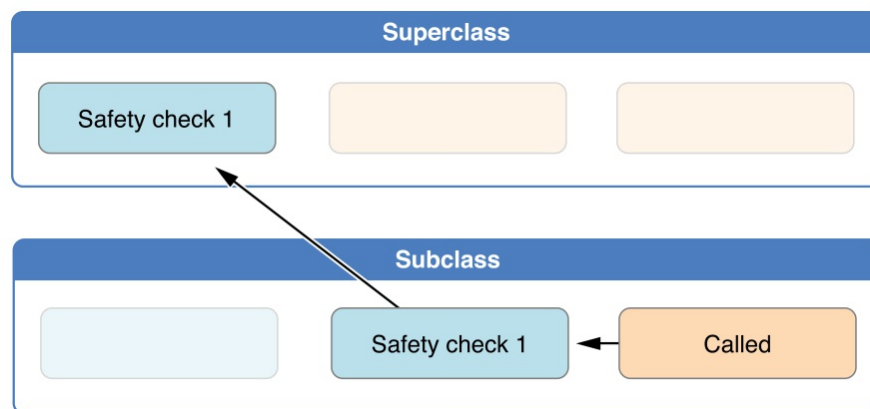 Superclass
Safety check 1
Subclass
Safety check 1
Called